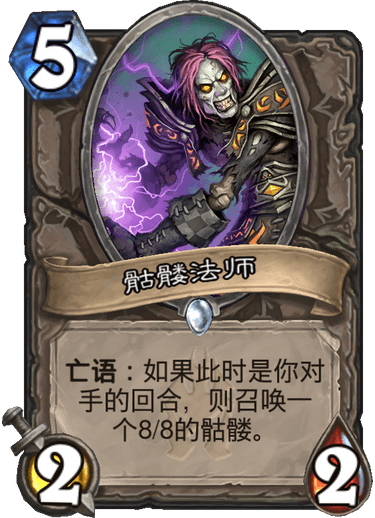 5
骷髅法师
亡语：如果此时是你对
手的回合，则召唤一
个8/8的骷髅。
2
2